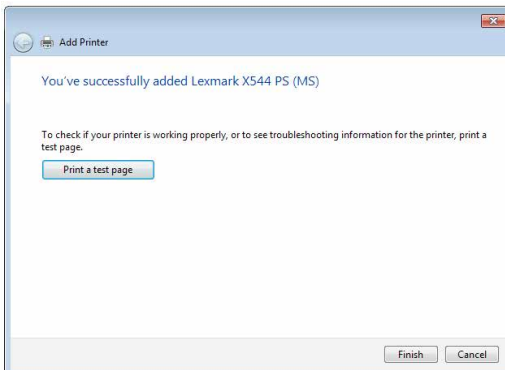 Add Printer
You've successfully added Lexmark X544 PS (MS)
To check if your printer is working properly, or to see troubleshooting information for the printer, print a
test page.
Print a test page
Finish
Cancel